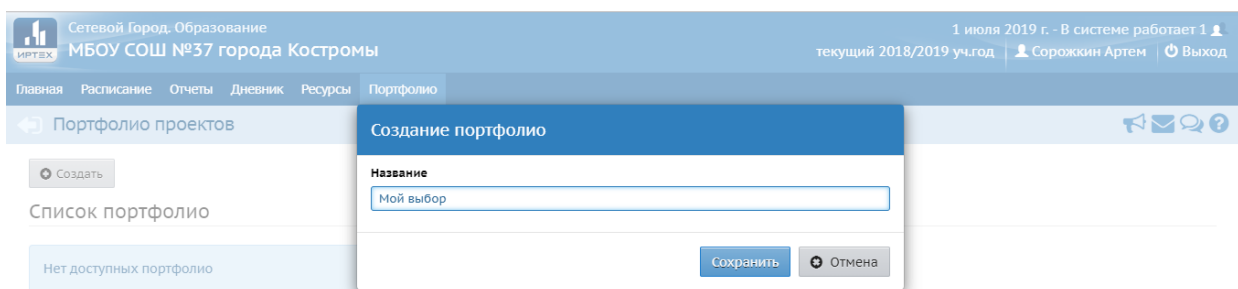 Сетевой Город. Образование
1 июля 2019 г. - В системе работает 1
ИРТЕХ
МБОУ СОШ №37 города Костромы
текущий 2018/2019 уч.год Сорожкин Артем Выход
Главная Расписание Отчеты Дневник Ресурсы Портфолио
Портфолио проектов
Создание портфолио
Название
Мой выбор
Создать
Список портфолио
Сохранить Отмена
Нет доступных портфолио